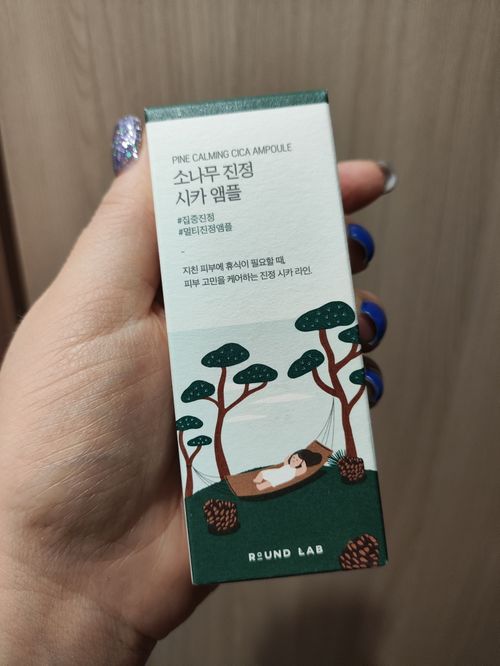 PINE CALMING CICA AMPOULE
소나무 진정
시카 앰플
#집중진정
#멀티진정앰플
지친 피부에 휴식이 필요할 때,
피부 고민을 케어하는 진정 시카 라인.
ROUND LAB